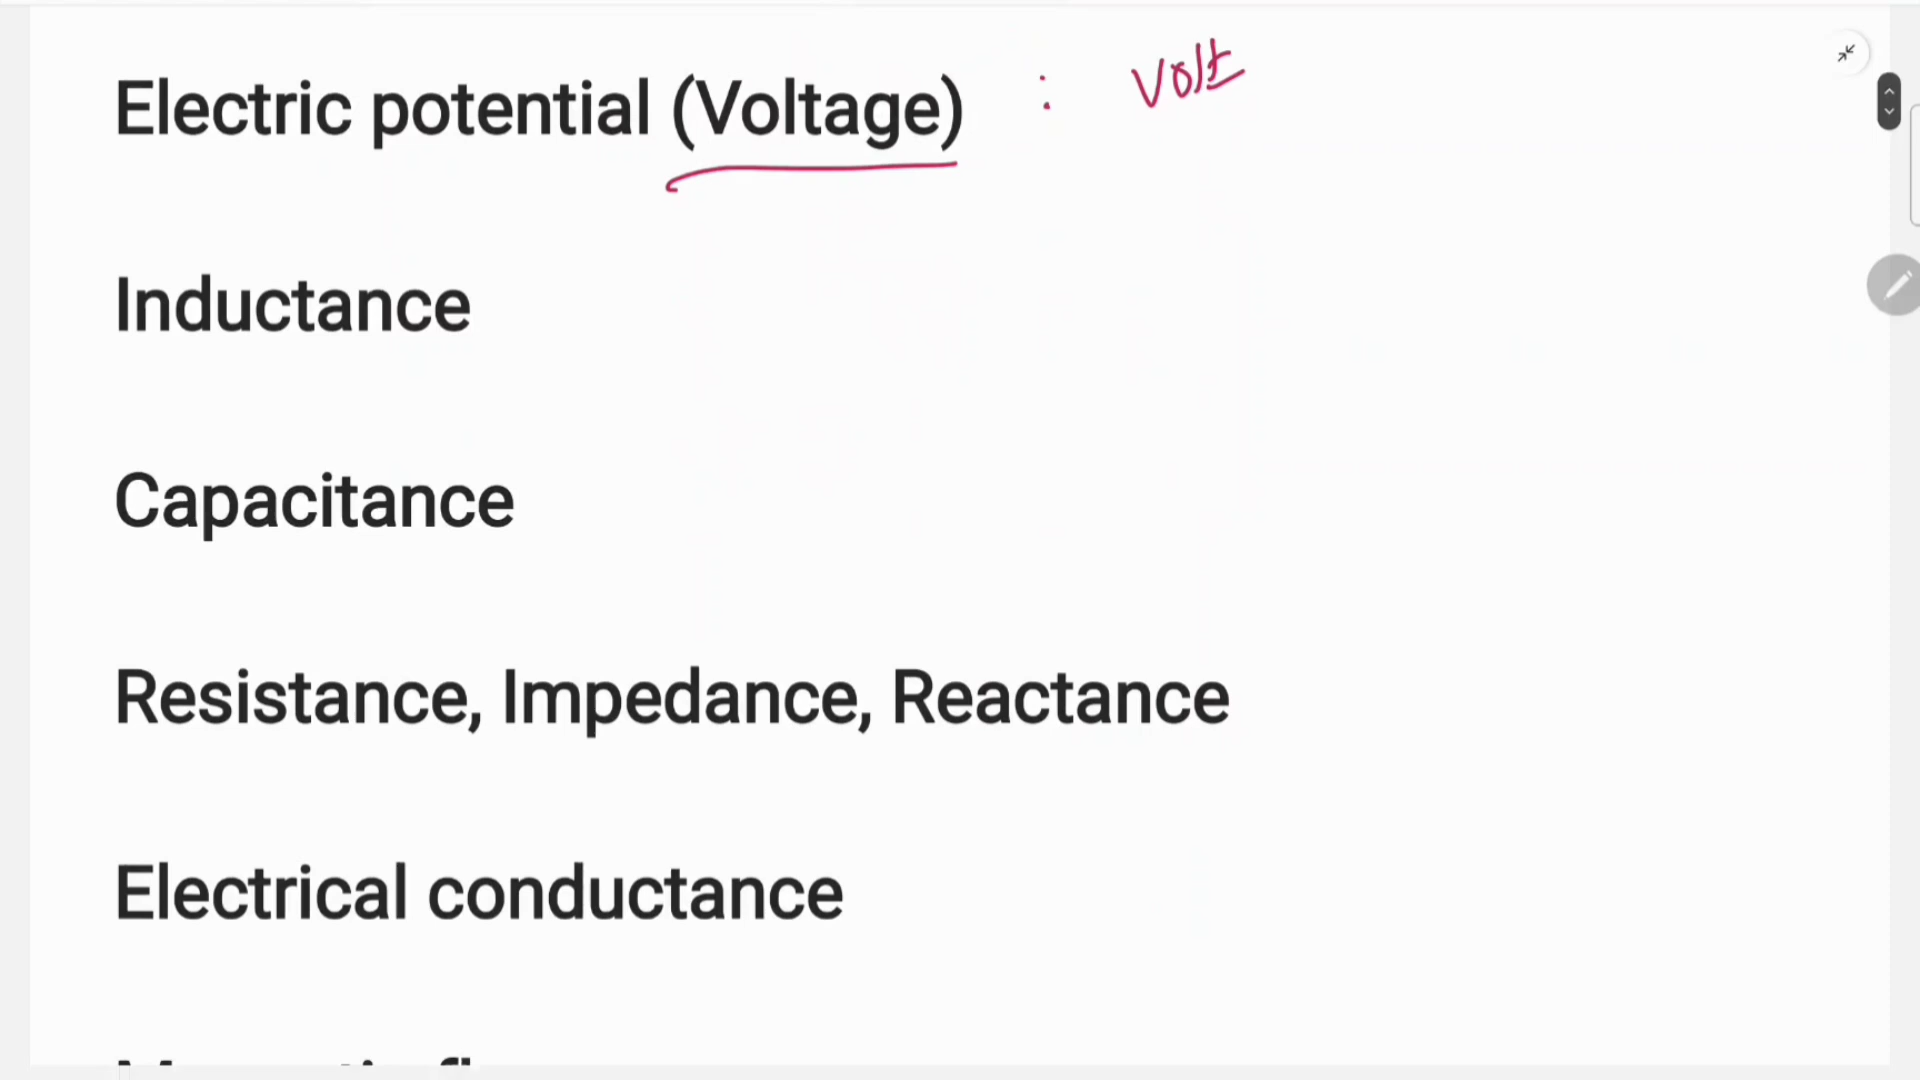 Electric potential (Voltage) : Volt
Inductance
Capacitance
Resistance, Impedance, Reactance
Electrical conductance